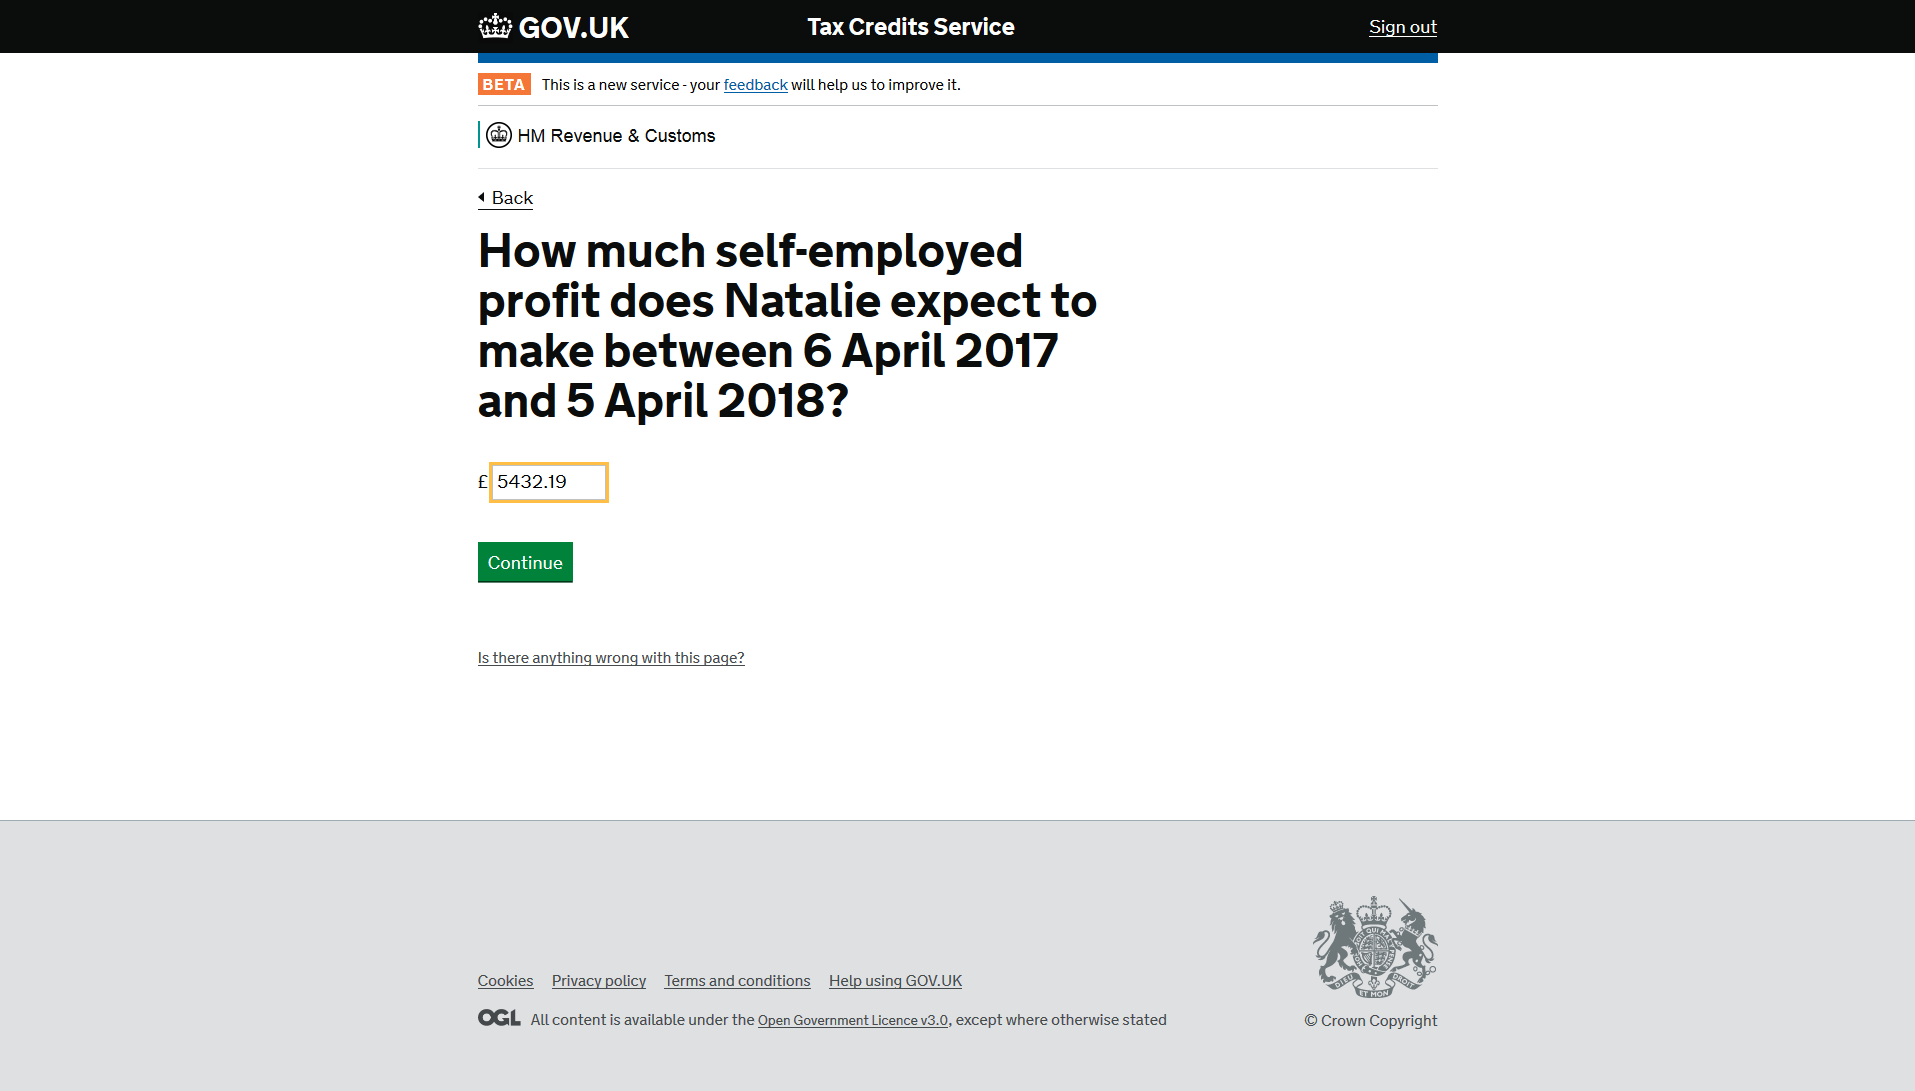 GOV.UK
Tax Credits Service
Sign out
BETA This is a new service - your feedback will help us to improve it.
HM Revenue & Customs
Back
How much self-employed
profit does Natalie expect to
make between 6 April 2017
and 5 April 2018?
£ 5432.19
Continue
Is there anything wrong with this page?
Cookies Privacy policy Terms and conditions Help using GOV.UK
OGL All content is available under the Open Government Licence v3.0, except where otherwise stated
© Crown Copyright